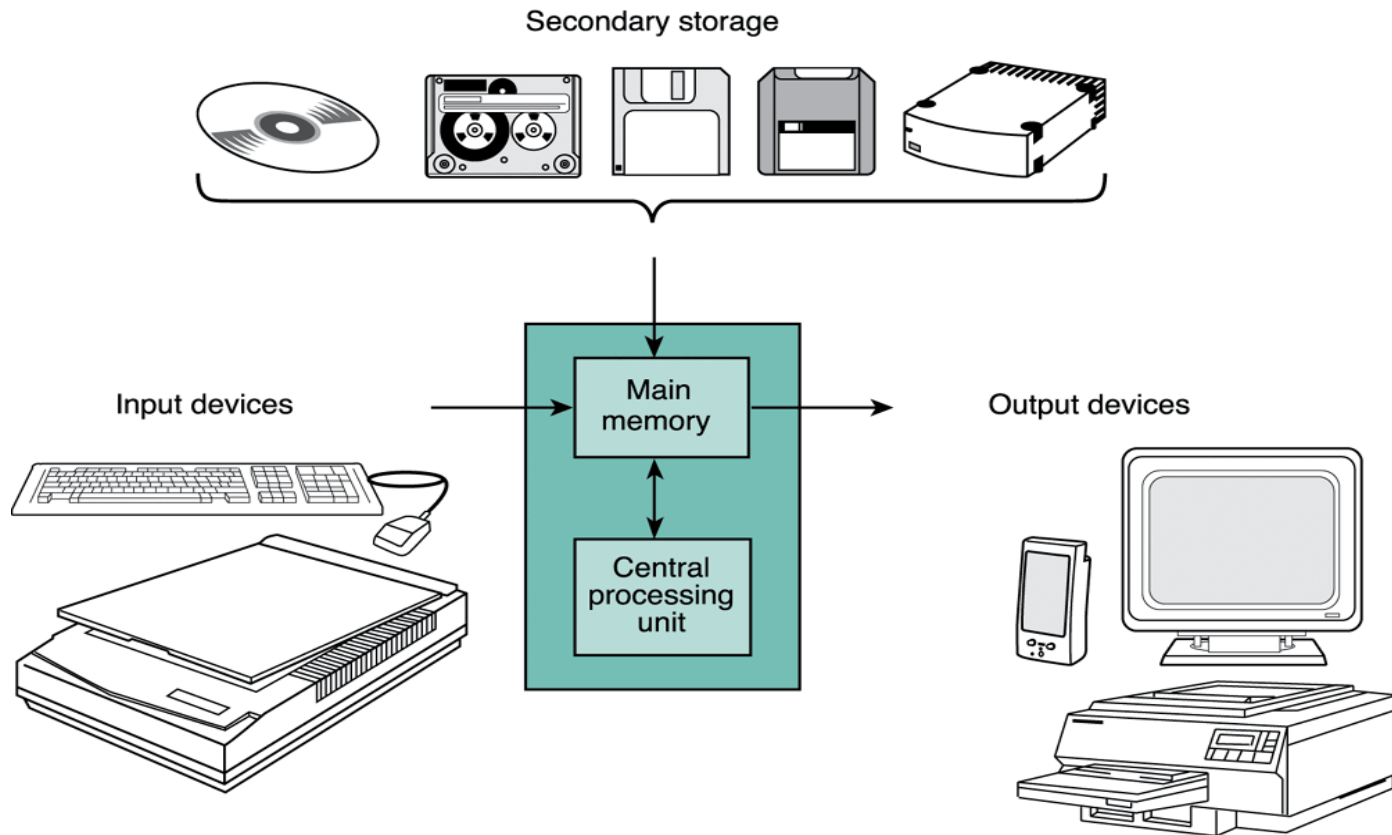 Secondary storage
Input devices
Main
memory
Output devices
Central
processing
unit